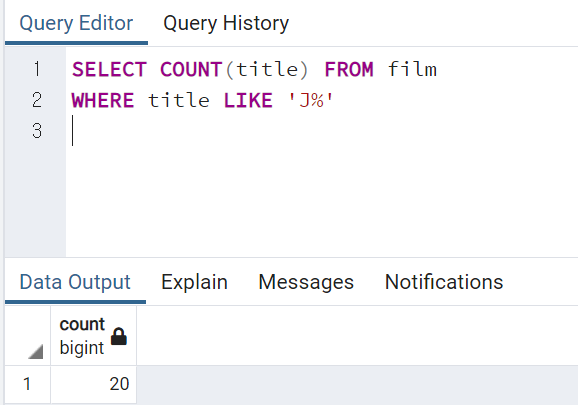 Query Editor Query History
1 SELECT COUNT(title) FROM film
2 WHERE title LIKE 'J%'
3
Data Output Explain Messages Notifications
count
bigint
1 20